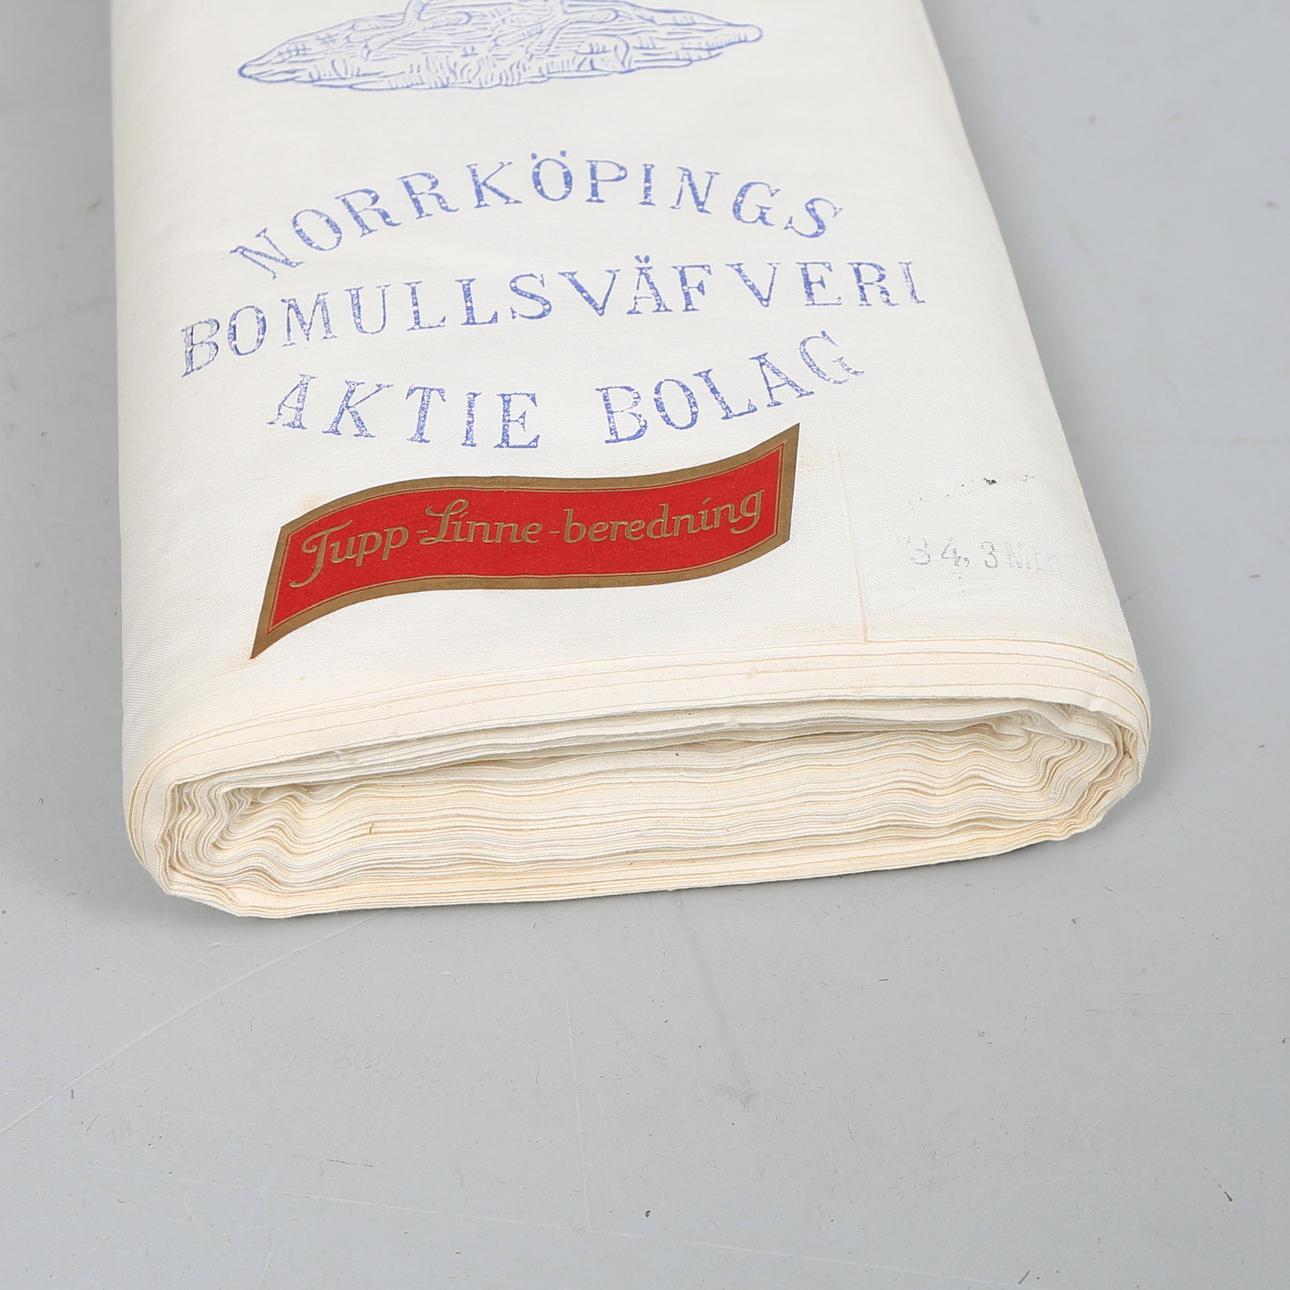 NORRKÖPINGS
BOMULLSVÄFVERI
AKTIE BOLAG
Tupp-Linne-beredning
34,3